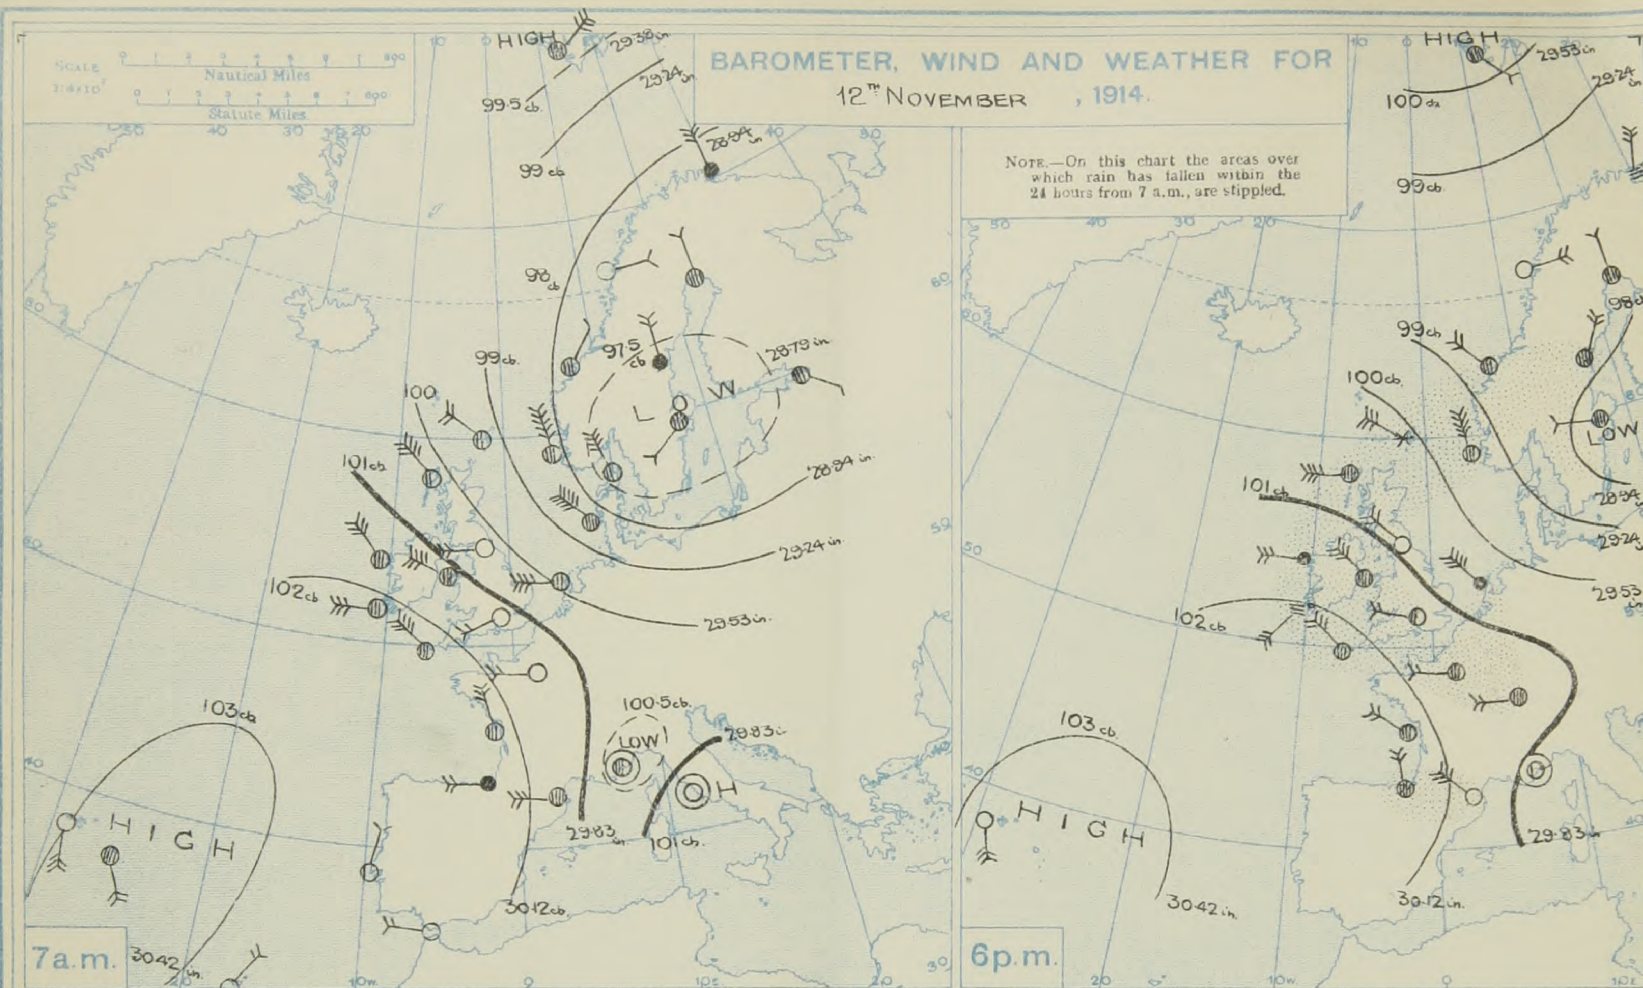 SCALE
Nautical Miles
Statute Miles
BAROMETER, WIND AND WEATHER FOR
12TH NOVEMBER , 1914.
NOTE.—On this chart the areas over
which rain has fallen within the
24 hours from 7 a.m., are stippled.
HIGH
99.5 cb.
29.24 in
99 cb
28.94 in
98 cb
97.5 cb
28.79 in
99 cb.
100
101 cb
L O W
28.94 in.
29.24 in.
102 cb
29.53 in.
103 cb
100.5 cb.
LOW
29.83 in
H
HIGH
29.83 in
101 cb.
30.12 cb.
30.42 in.
7 a.m.
HIGH
29.53 in
100 cb
29.24 in
99 cb.
98 cb
99 cb
100 cb.
LOW
101 cb
28.94 in
29.24 in
102 cb
29.53 in.
103 cb.
HIGH
29.83 in
30.42 in.
30.12 in.
6 p.m.